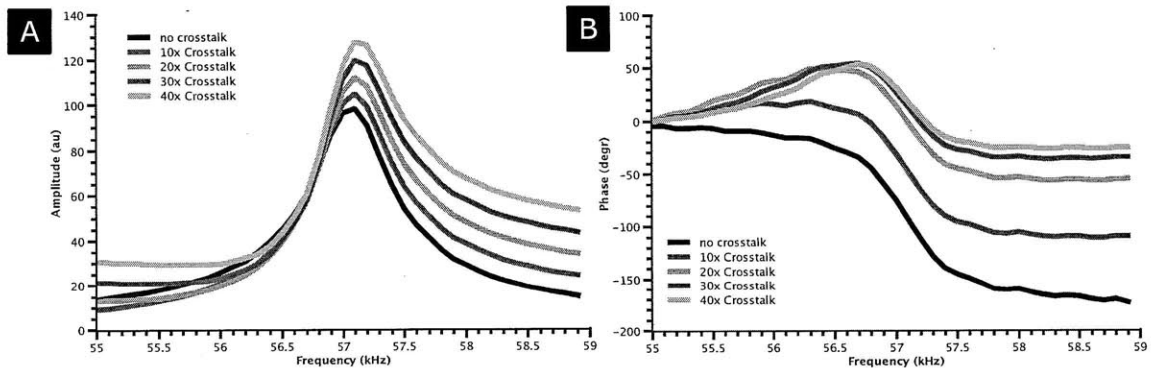 A
140
120
100
80
60
40
20
0
Amplitude (au)
no crosstalk
10x Crosstalk
20x Crosstalk
30x Crosstalk
40x Crosstalk
55 55.5 56 56.5 57 57.5 58 58.5 59
Frequency (kHz)
B
100
50
0
-50
-100
-150
-200
Phase (degr)
no crosstalk
10x Crosstalk
20x Crosstalk
30x Crosstalk
40x Crosstalk
55 55.5 56 56.5 57 57.5 58 58.5 59
Frequency (kHz)